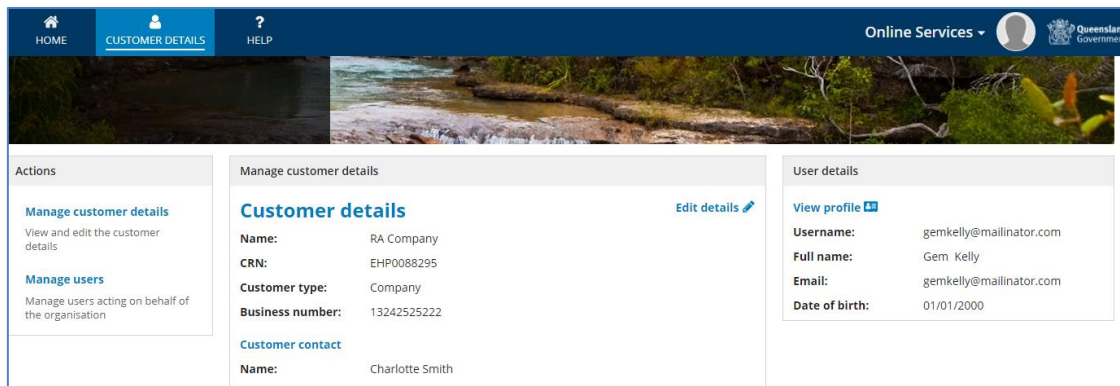 HOME
CUSTOMER DETAILS
HELP
Online Services
Queensland
Government
Actions
Manage customer details
View and edit the customer
details
Manage users
Manage users acting on behalf of
the organisation
Manage customer details
Customer details
Edit details
Name: RA Company
CRN: EHP0088295
Customer type: Company
Business number: 13242525222
Customer contact
Name: Charlotte Smith
User details
View profile
Username: gemkelly@mailinator.com
Full name: Gem Kelly
Email: gemkelly@mailinator.com
Date of birth: 01/01/2000